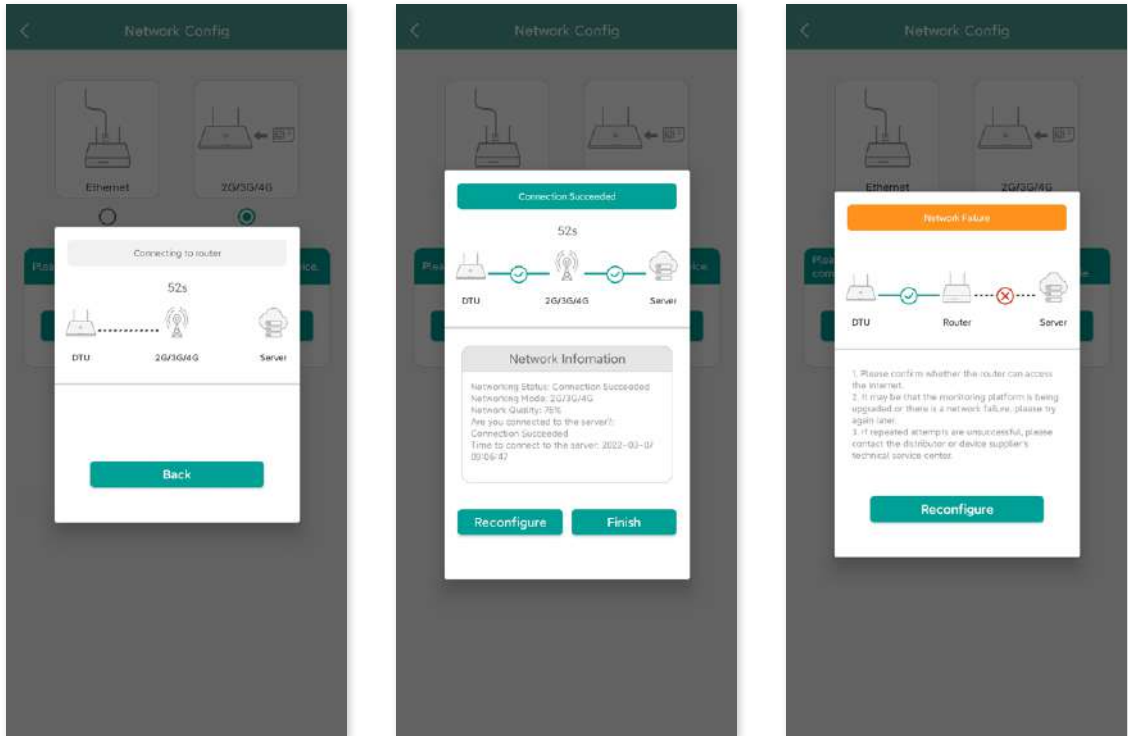 Network Config
Ethernet
2G/3G/4G
Connecting to router
52s
DTU
2G/3G/4G
Server
Back
Network Config
Connection Succeeded
52s
DTU
2G/3G/4G
Server
Network Infomation
Networking Status: Connection Succeeded
Networking Mode: 2G/3G/4G
Network Quality: 76%
Are you connected to the server?:
Connection Succeeded
Time to connect to the server: 2022-03-07
09:06:47
Reconfigure
Finish
Network Config
Ethernet
2G/3G/4G
Network Failure
DTU
Router
Server
1. Please confirm whether the router can access
the internet.
2. It may be that the monitoring platform is being
upgraded or there is a network failure, please try
again later.
3. If repeated attempts are unsuccessful, please
contact the distributor or device supplier's
technical service center.
Reconfigure